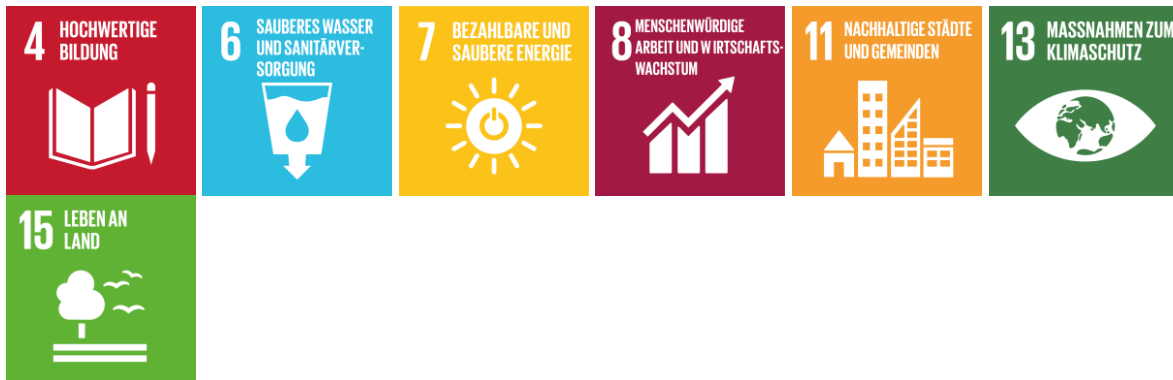 4 HOCHWERTIGE
BILDUNG
6 SAUBERES WASSER
UND SANITÄRVER-
SORGUNG
7 BEZAHLBARE UND
SAUBERE ENERGIE
8 MENSCHENWÜRDIGE
ARBEIT UND WIRTSCHAFTS-
WACHSTUM
11 NACHHALTIGE STÄDTE
UND GEMEINDEN
13 MASSNAHMEN ZUM
KLIMASCHUTZ
15 LEBEN AN
LAND